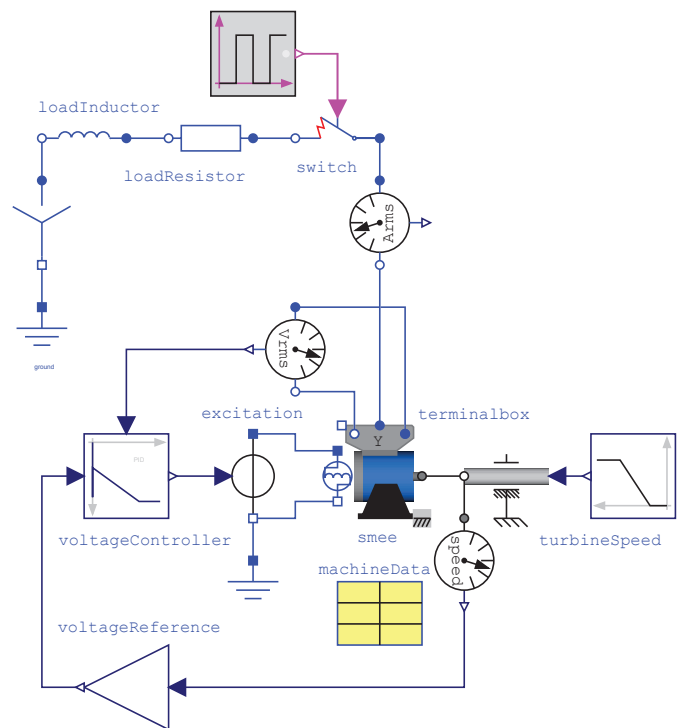 loadInductor
loadResistor
switch
Arms
Vrms
ground
excitation
terminalbox
Y
PID
voltageController
smee
speed
turbineSpeed
machineData
voltageReference